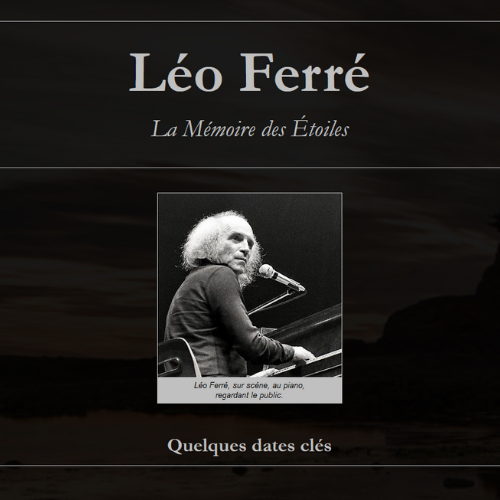 Léo Ferré
La Mémoire des Étoiles
Léo Ferré, sur scène, au piano,
regardant le public.
Quelques dates clés